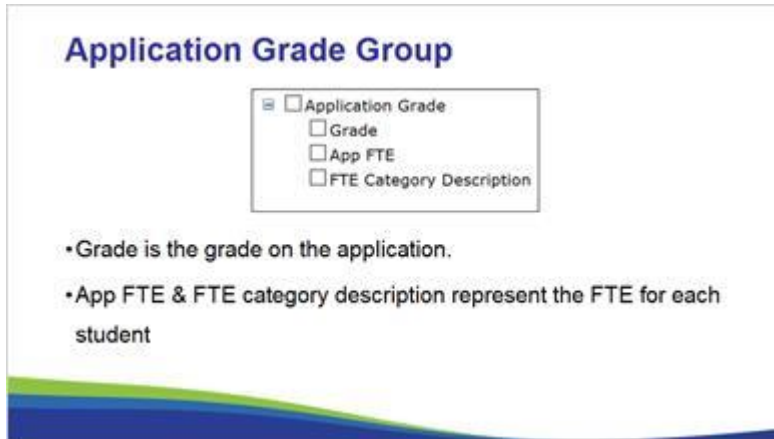 Application Grade Group
Application Grade
Grade
App FTE
FTE Category Description
•Grade is the grade on the application.
•App FTE & FTE category description represent the FTE for each
student